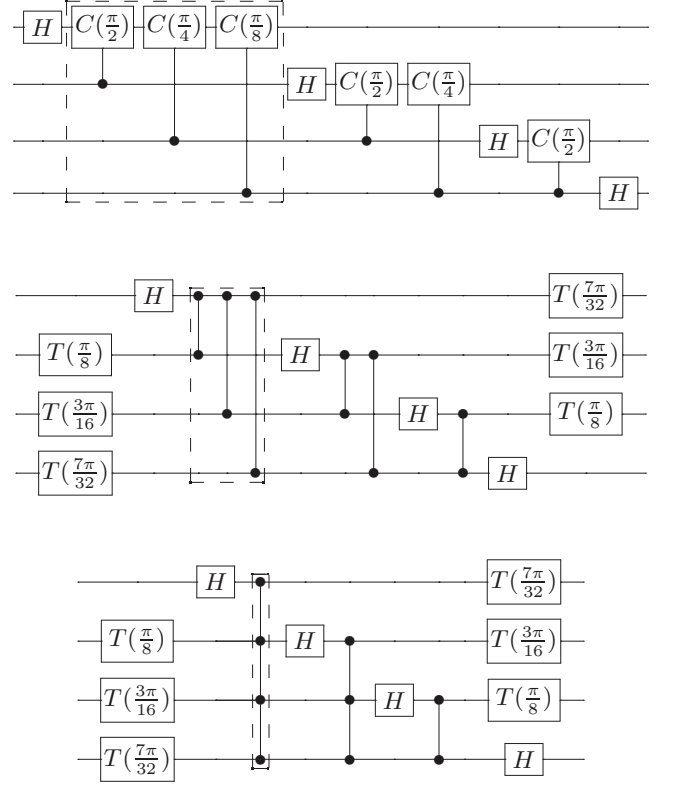 H C(π/2) C(π/4) C(π/8)
H C(π/2) C(π/4)
H C(π/2)
H
H T(7π/32)
T(π/8) H T(3π/16)
T(3π/16) H T(π/8)
T(7π/32) H
H T(7π/32)
T(π/8) H T(3π/16)
T(3π/16) H T(π/8)
T(7π/32) H